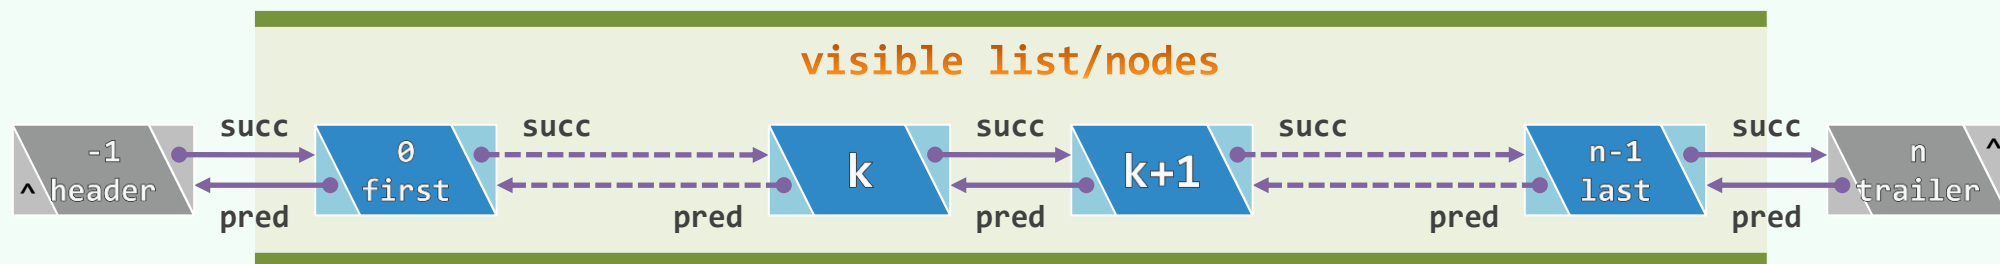 visible list/nodes
succ succ succ succ succ
-1 0 k k+1 n-1 n ^
^ header first last trailer
pred pred pred pred pred